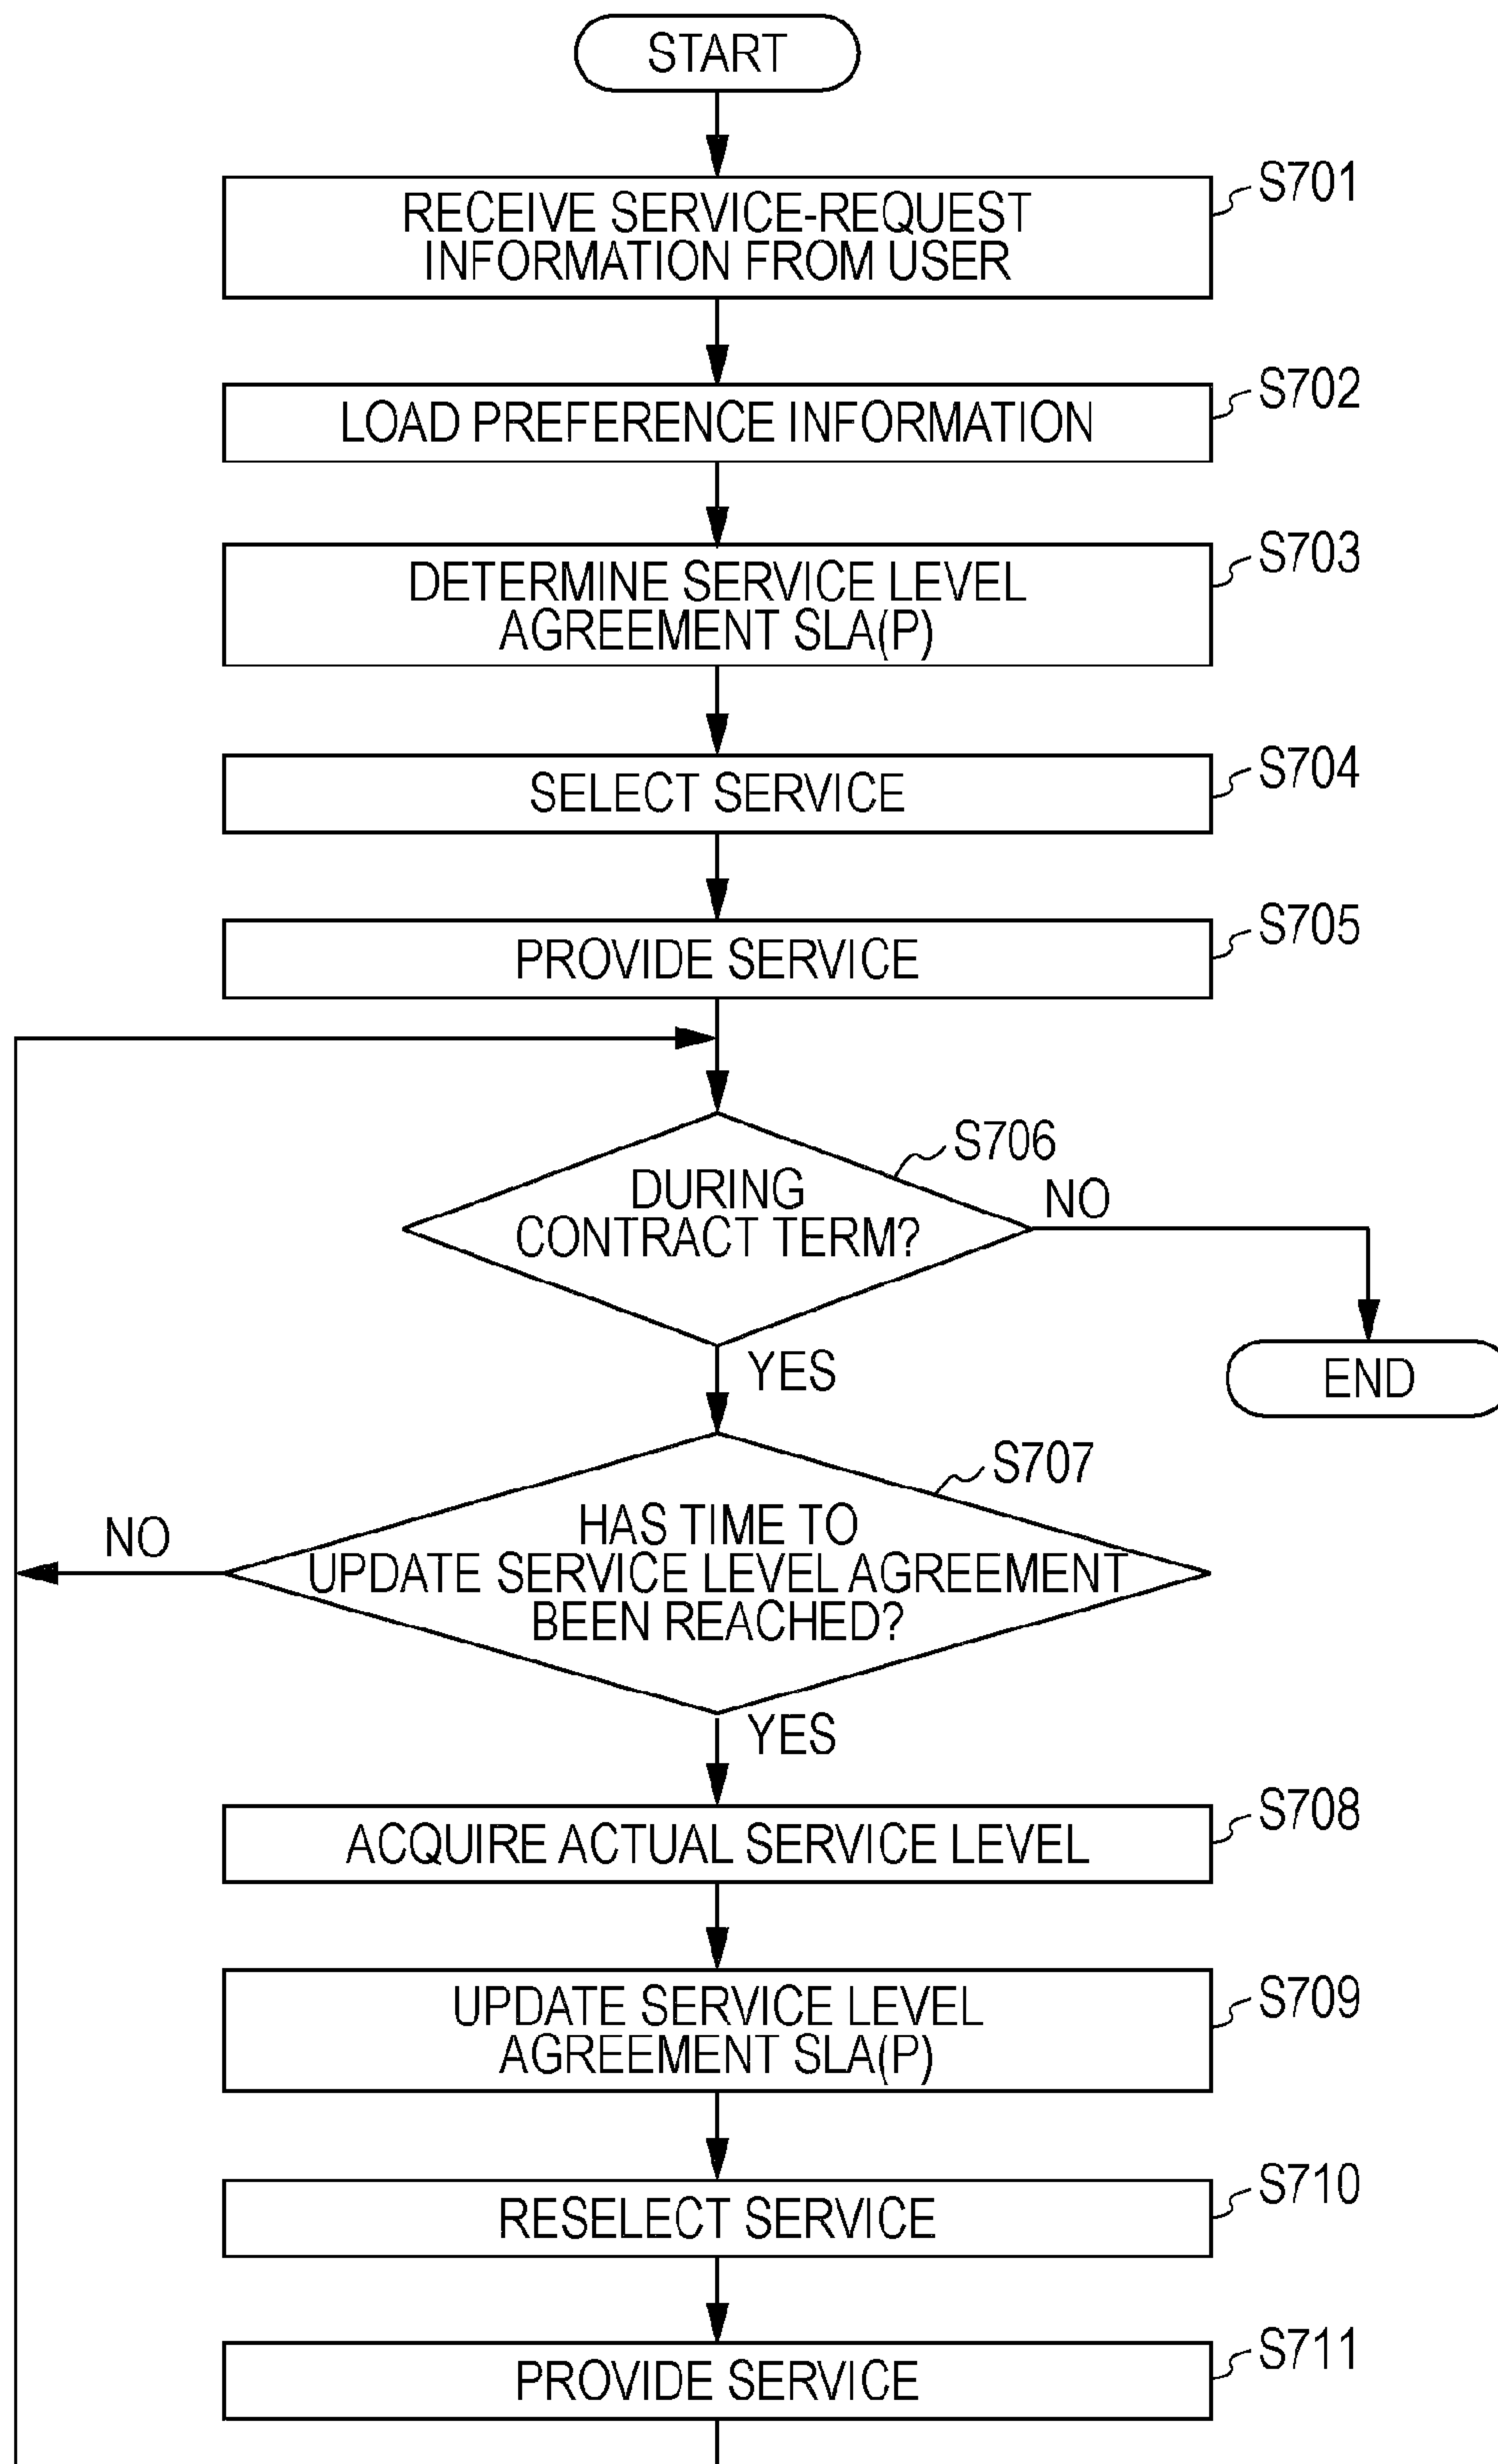 START
S701
RECEIVE SERVICE-REQUEST
INFORMATION FROM USER
S702
LOAD PREFERENCE INFORMATION
S703
DETERMINE SERVICE LEVEL
AGREEMENT SLA(P)
S704
SELECT SERVICE
S705
PROVIDE SERVICE
S706
DURING
CONTRACT TERM?
NO
YES
END
S707
HAS TIME TO
UPDATE SERVICE LEVEL AGREEMENT
BEEN REACHED?
NO
YES
S708
ACQUIRE ACTUAL SERVICE LEVEL
S709
UPDATE SERVICE LEVEL
AGREEMENT SLA(P)
S710
RESELECT SERVICE
S711
PROVIDE SERVICE